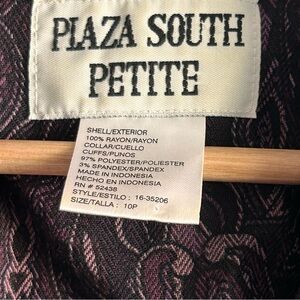 PLAZA SOUTH
PETITE
SHELL/EXTERIOR
100% RAYON/RAYON
COLLAR/CUELLO
CUFFS/PUNOS
97% POLYESTER/POLIESTER
3% SPANDEX/SPANDEX
MADE IN INDONESIA
HECHO EN INDONESIA
RN # 52438
STYLE/ESTILO : 16-35206
SIZE/TALLA : 10P